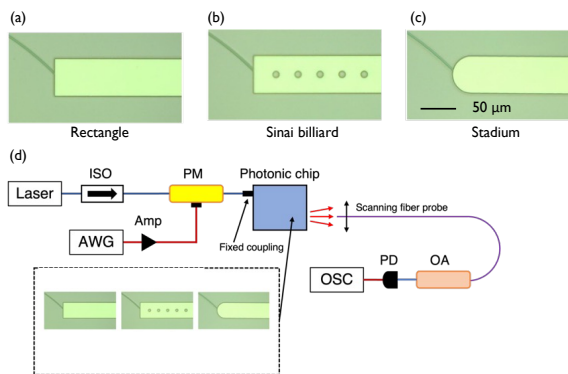 (a)
(b)
(c)
50 μm
Rectangle
Sinai billiard
Stadium
(d)
ISO
PM
Photonic chip
Laser
Scanning fiber probe
Amp
AWG
Fixed coupling
PD
OA
OSC